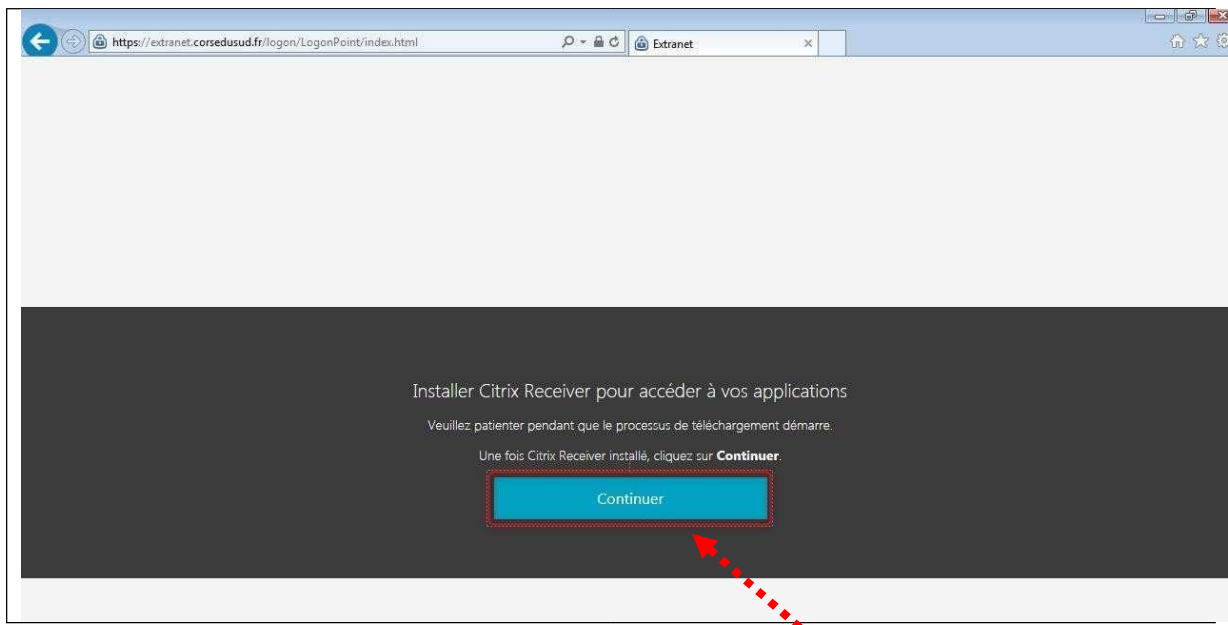 https://extranet.corsedusud.fr/logon/LogonPoint/index.html
Extranet
Installer Citrix Receiver pour accéder à vos applications
Veuillez patienter pendant que le processus de téléchargement démarre.
Une fois Citrix Receiver installé, cliquez sur Continuer.
Continuer